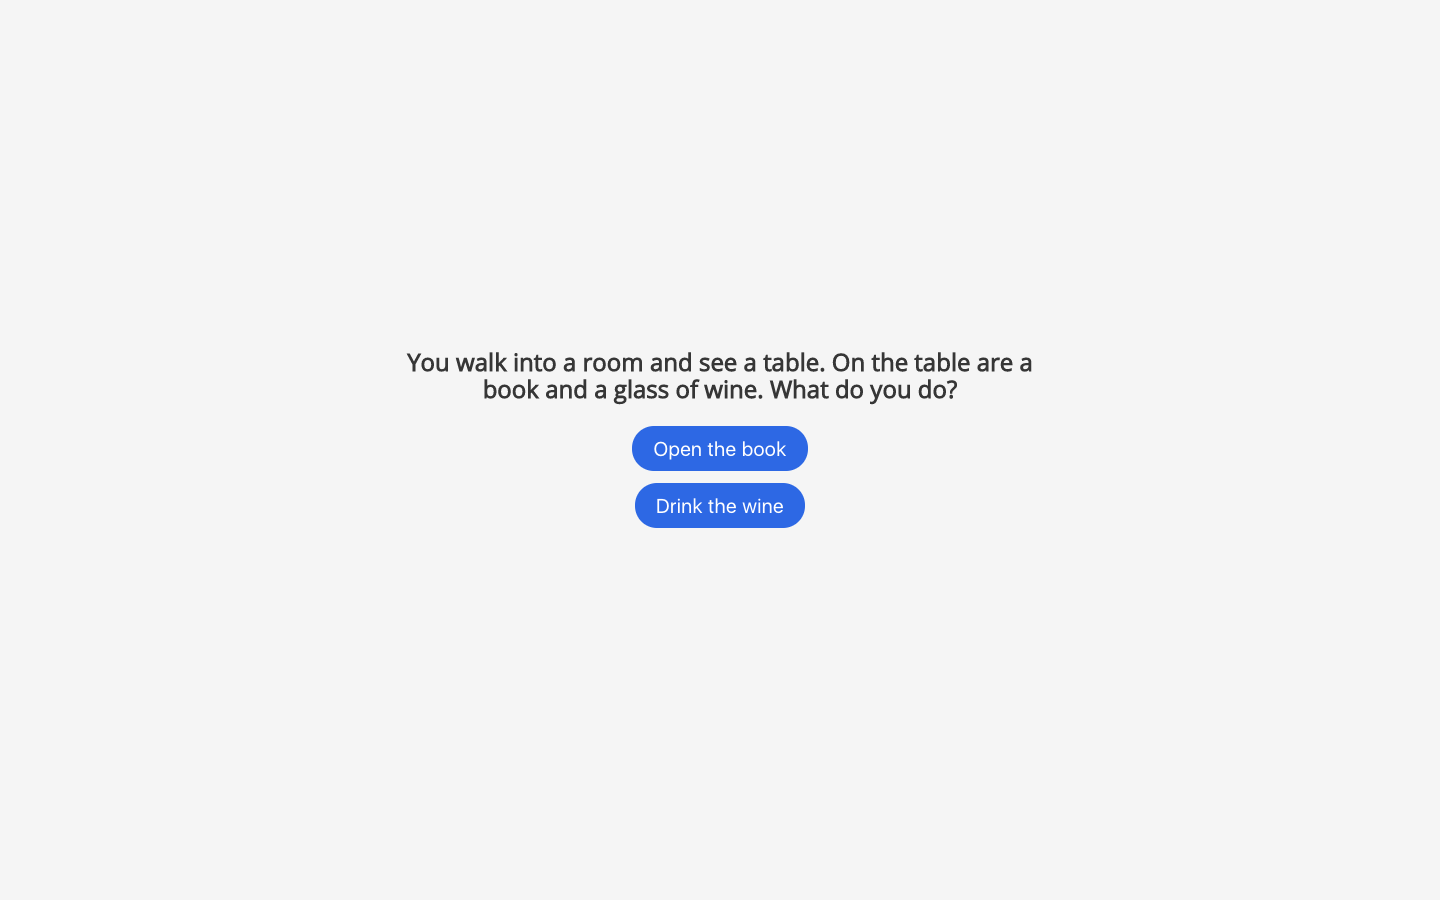 You walk into a room and see a table. On the table are a
book and a glass of wine. What do you do?
Open the book
Drink the wine